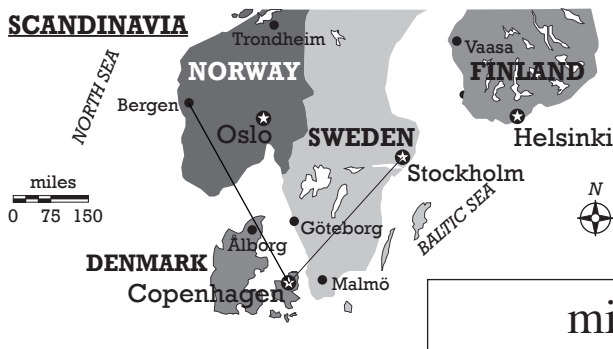 SCANDINAVIA
Trondheim
NORTH SEA
NORWAY
Vaasa
FINLAND
Bergen
Oslo
SWEDEN
Helsinki
Stockholm
miles
0 75 150
N
BALTIC SEA
Göteborg
Ålborg
DENMARK
Copenhagen
Malmö
mi